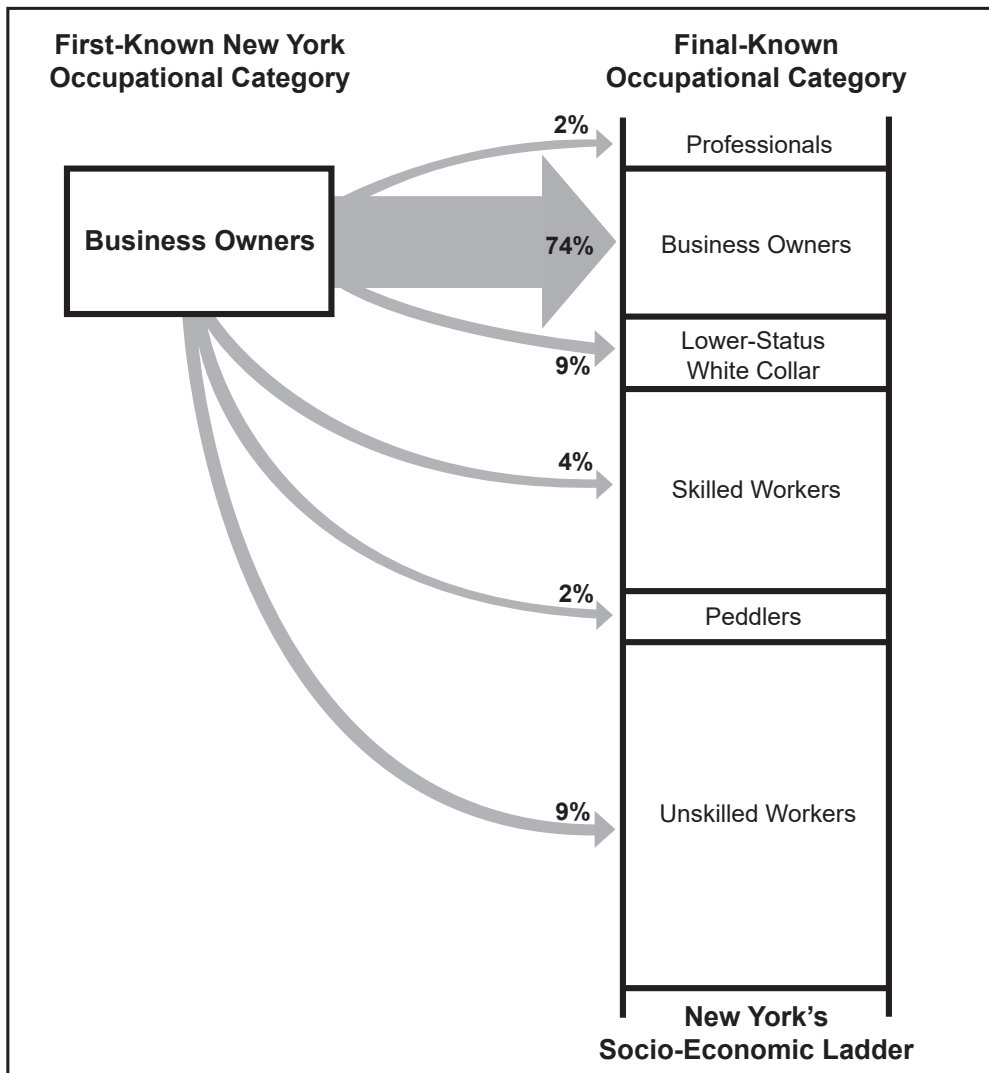 First-Known New York
Occupational Category
Final-Known
Occupational Category
Business Owners
2%
74%
9%
4%
2%
9%
Professionals
Business Owners
Lower-Status
White Collar
Skilled Workers
Peddlers
Unskilled Workers
New York's
Socio-Economic Ladder